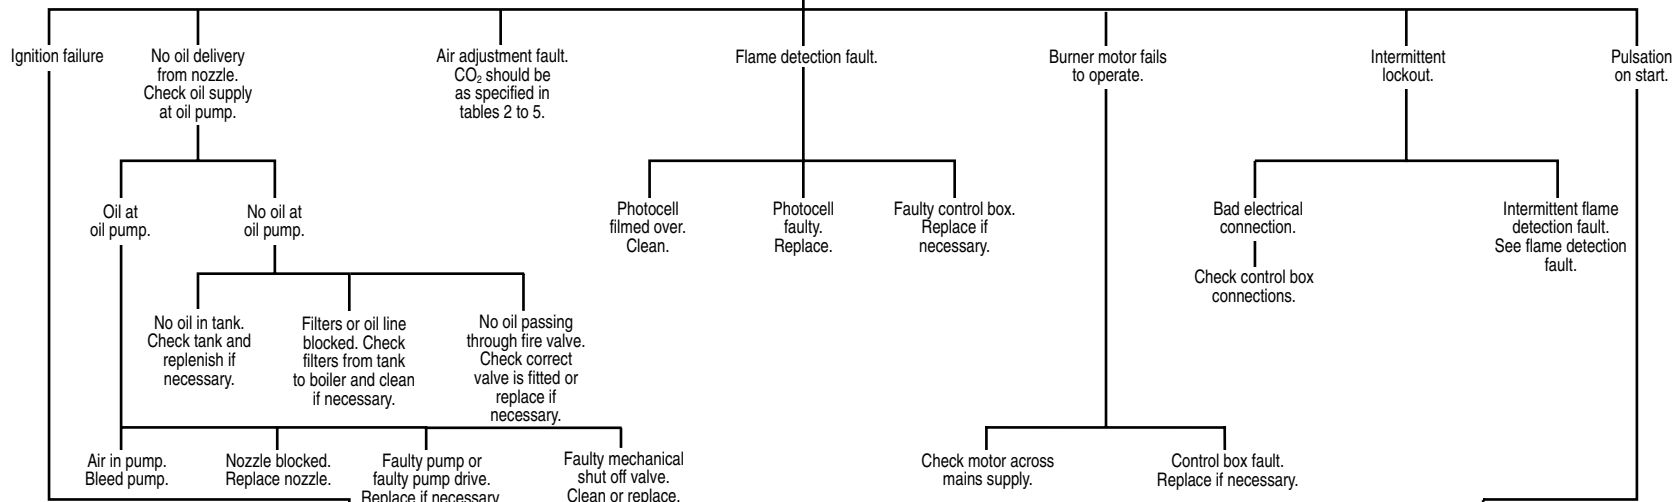 Ignition failure
No oil delivery
from nozzle.
Check oil supply
at oil pump.
Air adjustment fault.
CO₂ should be
as specified in
tables 2 to 5.
Flame detection fault.
Burner motor fails
to operate.
Intermittent
lockout.
Pulsation
on start.
Oil at
oil pump.
No oil at
oil pump.
Photocell
filmed over.
Clean.
Photocell
faulty.
Replace.
Faulty control box.
Replace if
necessary.
Bad electrical
connection.
Check control box
connections.
Intermittent flame
detection fault.
See flame detection
fault.
No oil in tank.
Check tank and
replenish if
necessary.
Filters or oil line
blocked. Check
filters from tank
to boiler and clean
if necessary.
No oil passing
through fire valve.
Check correct
valve is fitted or
replace if
necessary.
Air in pump.
Bleed pump.
Nozzle blocked.
Replace nozzle.
Faulty pump or
faulty pump drive.
Replace if necessary
Faulty mechanical
shut off valve.
Clean or replace.
Check motor across
mains supply.
Control box fault.
Replace if necessary.